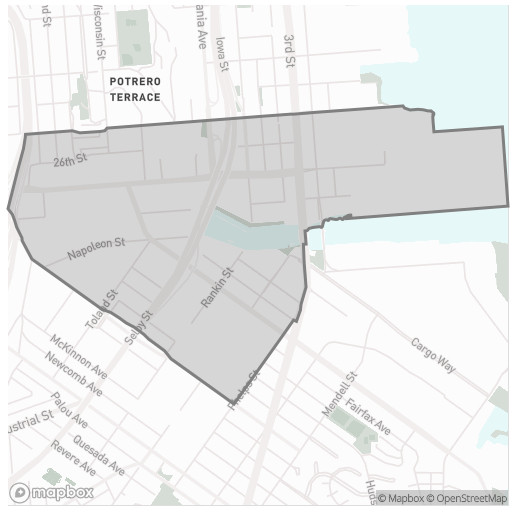 nd St
Wisconsin St
ania Ave
Iowa St
3rd St
POTRERO
TERRACE
26th St
Napoleon St
Rankin St
Toland St
Selby St
McKinnon Ave
Newcomb Ave
Cargo Way
Phelps St
Mendell St
Palou Ave
Fairfax Ave
ustrial St
Quesada Ave
Revere Ave
Huds
mapbox
© Mapbox © OpenStreetMap